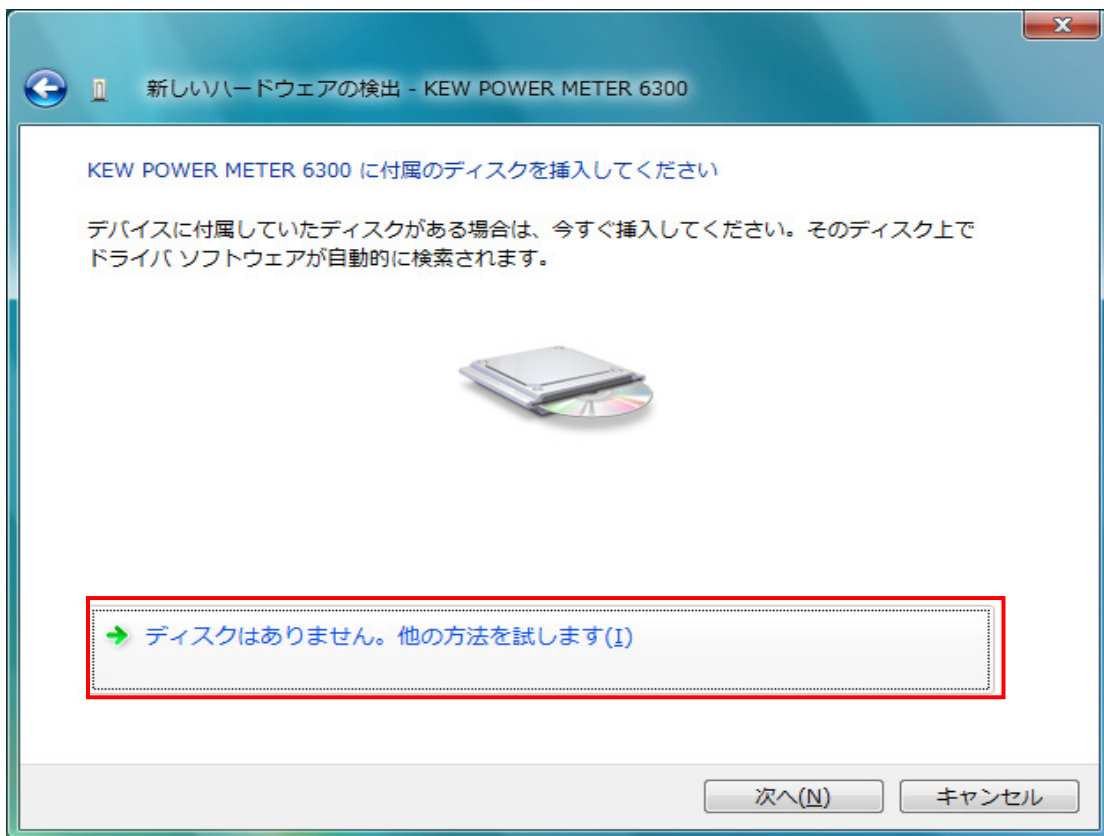 新しいハードウェアの検出 - KEW POWER METER 6300
KEW POWER METER 6300 に付属のディスクを挿入してください
デバイスに付属していたディスクがある場合は、今すぐ挿入してください。そのディスク上で
ドライバ ソフトウェアが自動的に検索されます。
ディスクはありません。他の方法を試します(I)
次へ(N)
キャンセル